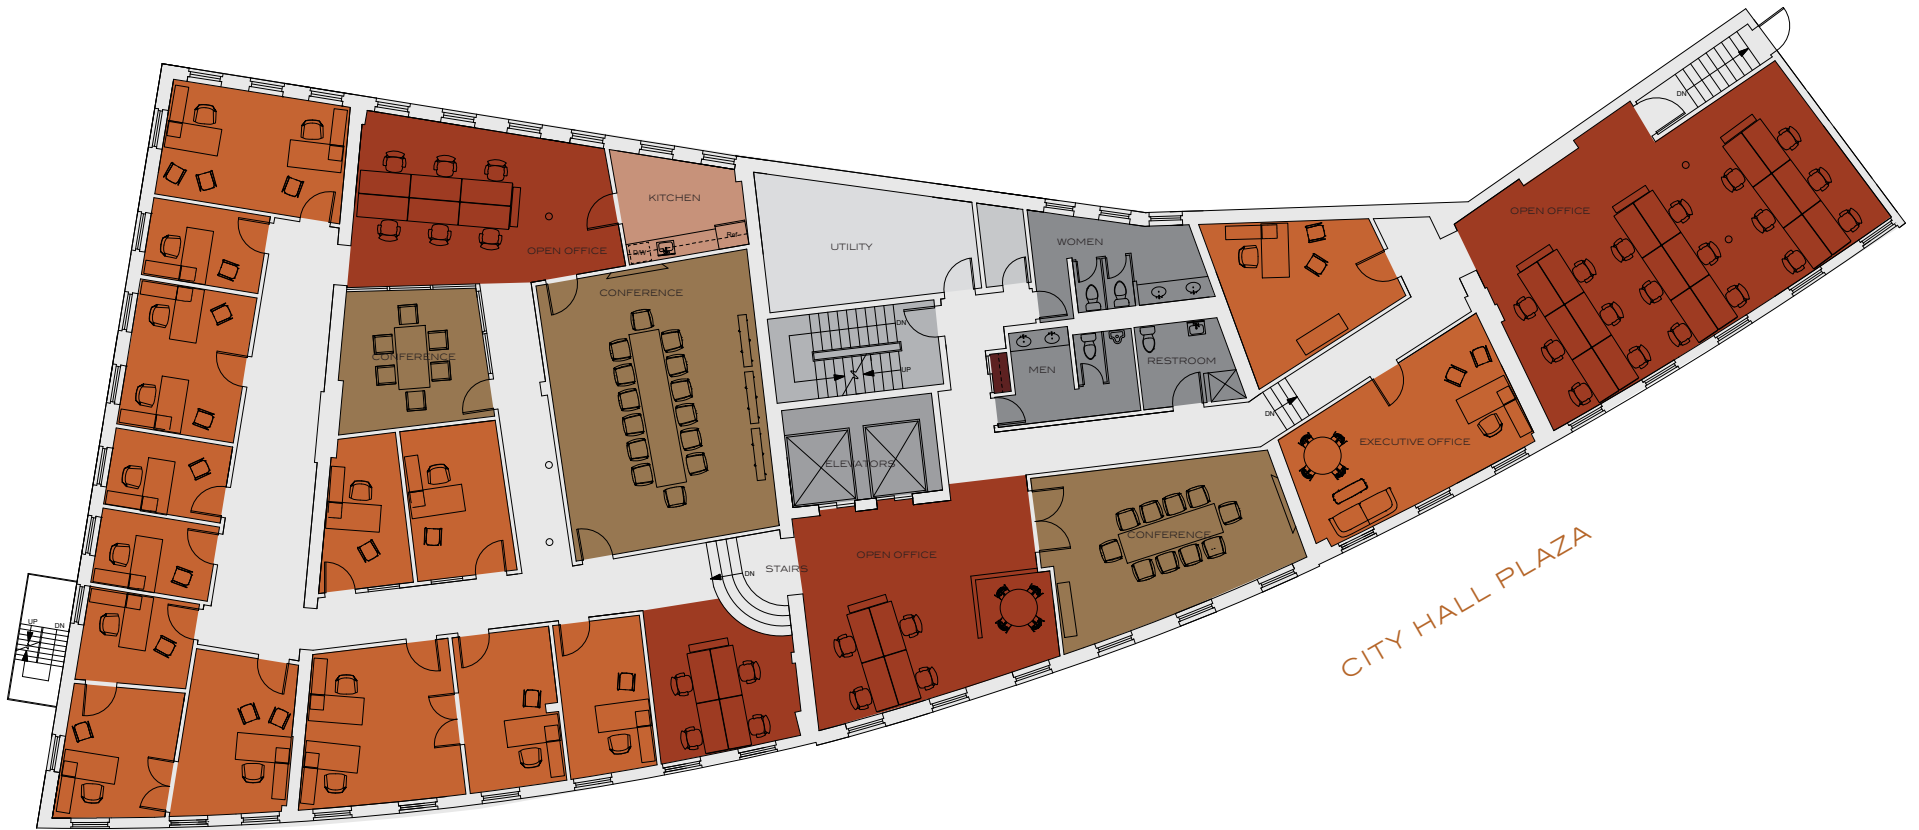 DN
KITCHEN
OPEN OFFICE
WOMEN
OPEN OFFICE
Ref.
UTILITY
D/W
CONFERENCE
DN
CONFERENCE
RESTROOM
UP
MEN
DN
EXECUTIVE OFFICE
ELEVATORS
CONFERENCE
OPEN OFFICE
STAIRS
DN
UP
DN
CITY HALL PLAZA